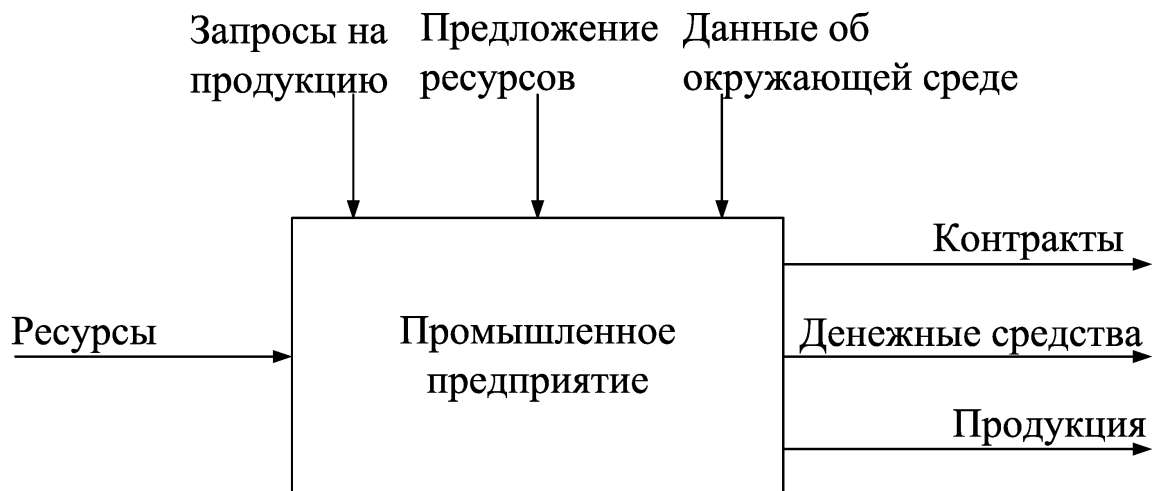 Запросы на
продукцию
Предложение
ресурсов
Данные об
окружающей среде
Контракты
Ресурсы
Промышленное
предприятие
Денежные средства
Продукция